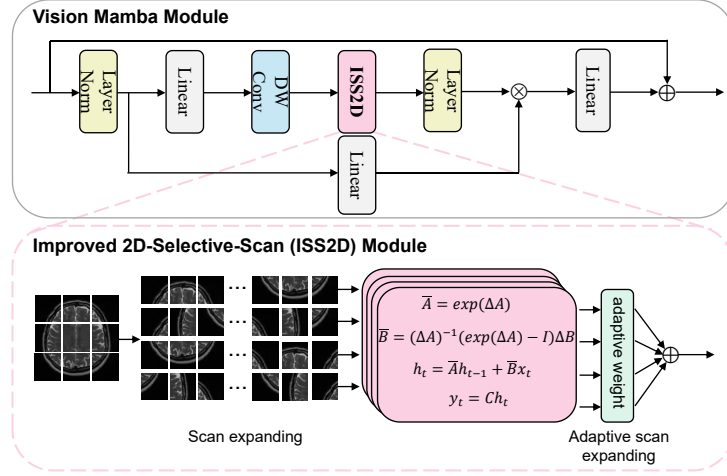 Vision Mamba Module
Layer
Norm
Linear
DW
Conv
ISS2D
Layer
Norm
Linear
Linear
Improved 2D-Selective-Scan (ISS2D) Module
...
...
...
...
A̅ = exp(ΔA)
B̅ = (ΔA)⁻¹(exp(ΔA) − I)ΔB
hₜ = A̅hₜ₋₁ + B̅xₜ
yₜ = Chₜ
adaptive weight
Scan expanding
Adaptive scan
expanding